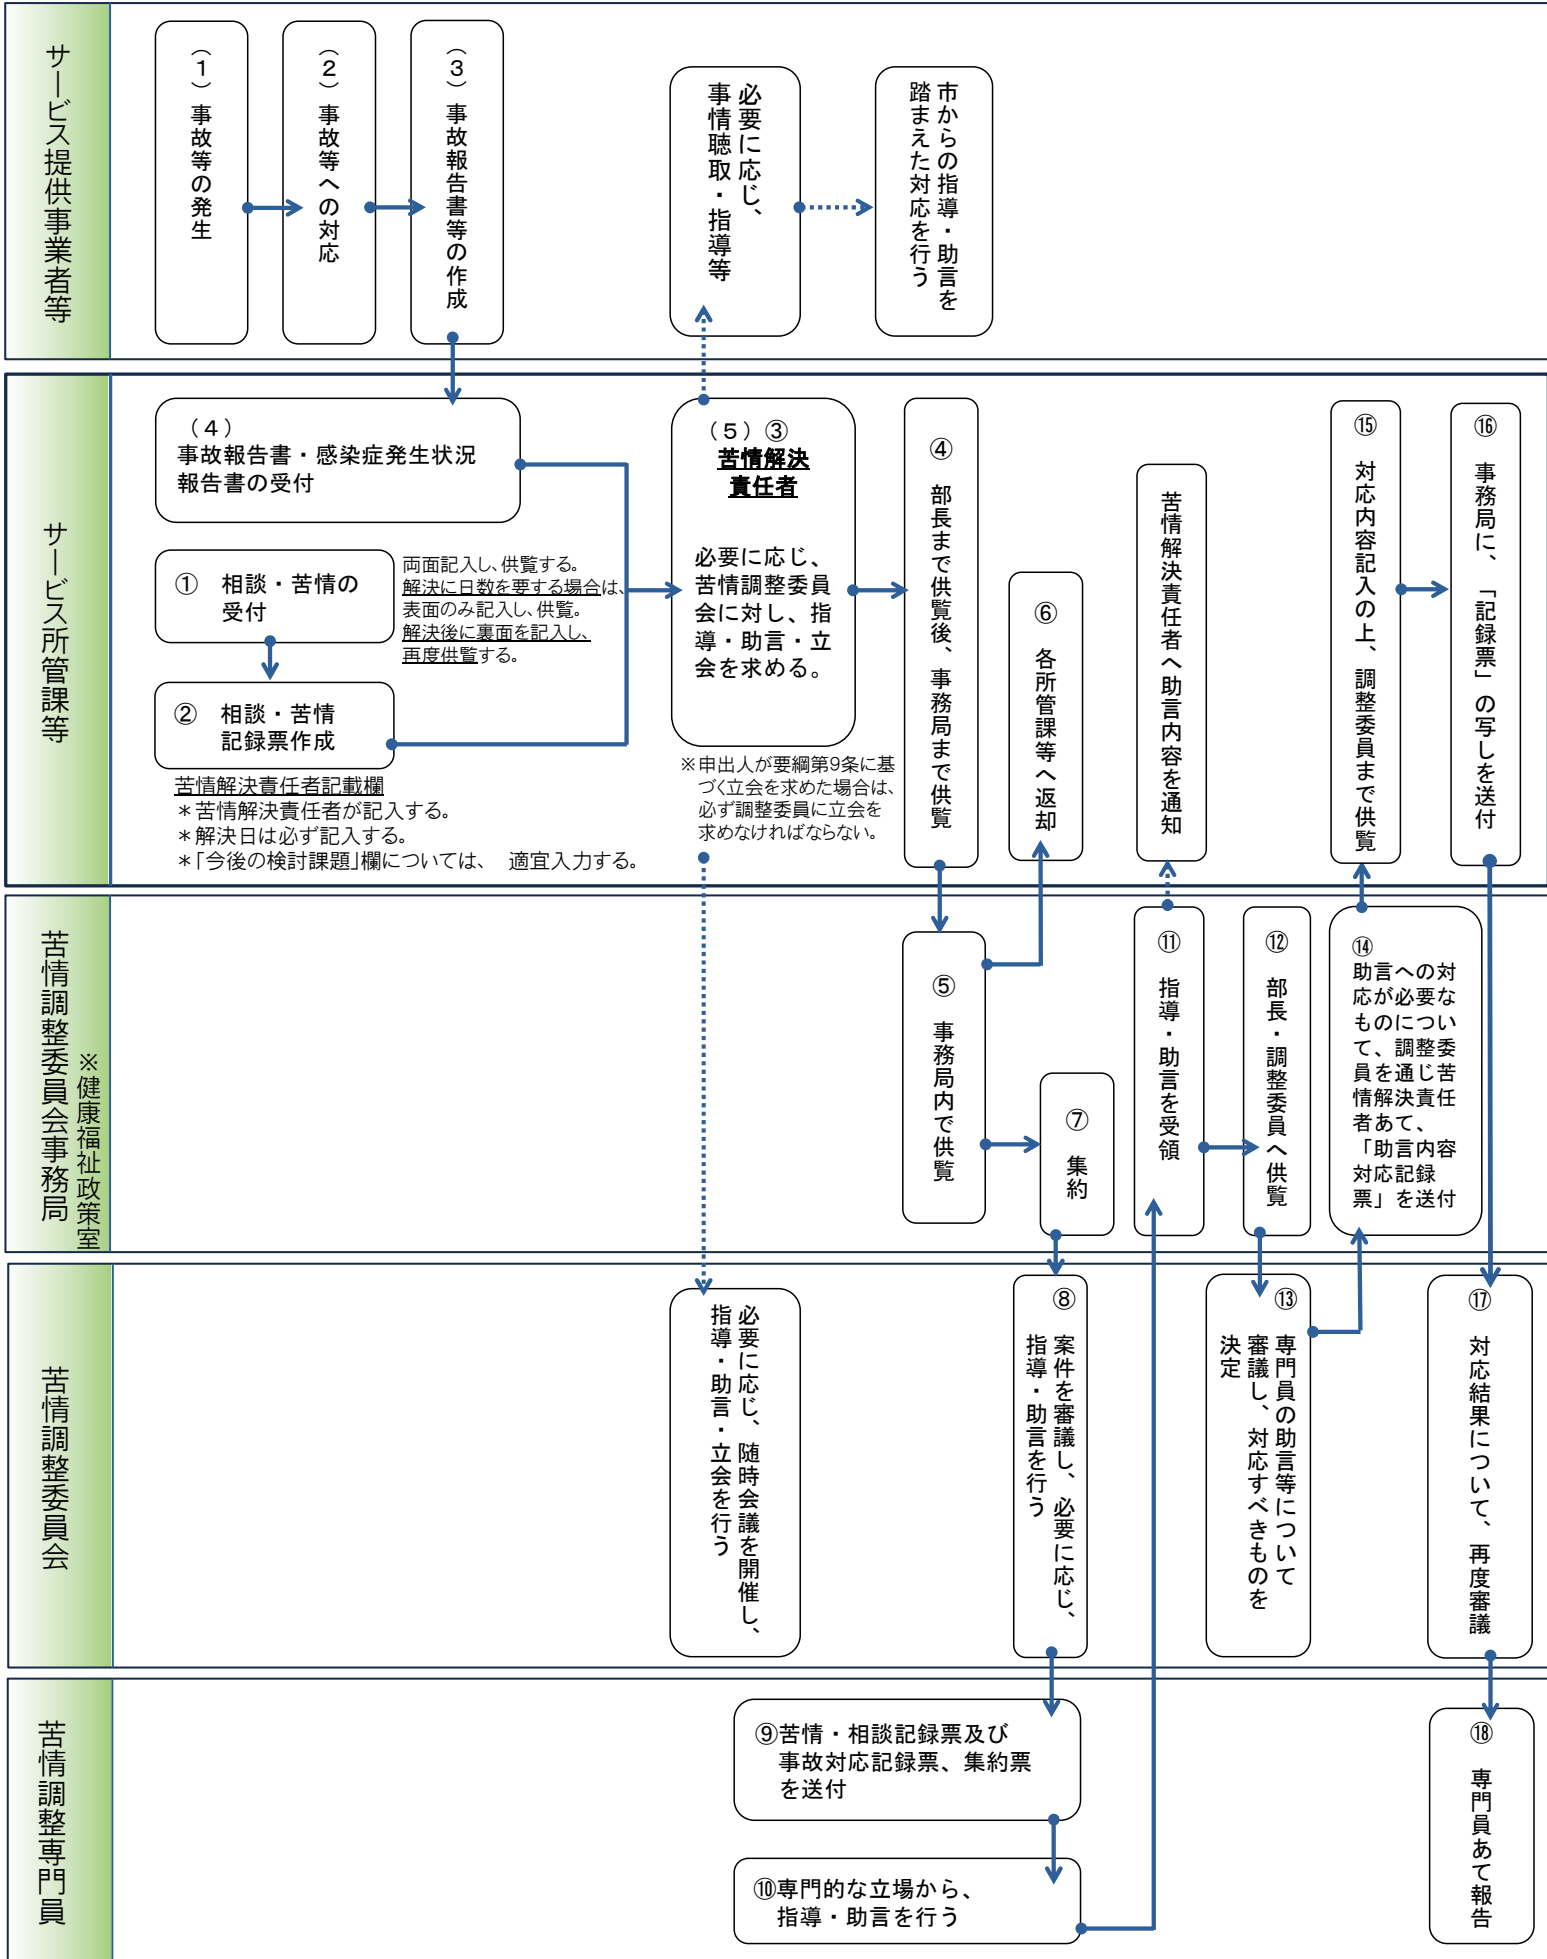 サービス提供事業者等
（１）事故等の発生
（２）事故等への対応
（３）事故報告書等の作成
必要に応じ、
事情聴取・指導等
市からの指導・助言を
踏まえた対応を行う
サービス所管課等
（４）
事故報告書・感染症発生状況
報告書の受付
① 相談・苦情の
受付
② 相談・苦情
記録票作成
両面記入し、供覧する。
解決に日数を要する場合は、
表面のみ記入し、供覧。
解決後に裏面を記入し、
再度供覧する。
苦情解決責任者記載欄
＊苦情解決責任者が記入する。
＊解決日は必ず記入する。
＊「今後の検討課題」欄については、 適宜入力する。
（５）③
苦情解決
責任者
必要に応じ、
苦情調整委員
会に対し、指
導・助言・立
会を求める。
※申出人が要綱第9条に基
づく立会を求めた場合は、
必ず調整委員に立会を
求めなければならない。
④ 部長まで供覧後、事務局まで供覧
⑥ 各所管課等へ返却
苦情解決責任者へ助言内容を通知
⑮ 対応内容記入の上、調整委員まで供覧
⑯ 事務局に、「記録票」の写しを送付
苦情調整委員会事務局
※健康福祉政策室
⑤ 事務局内で供覧
⑦ 集約
⑪ 指導・助言を受領
⑫ 部長・調整委員へ供覧
⑭
助言への対
応が必要な
ものについ
て、調整委
員を通じ苦
情解決責任
者あて、
「助言内容
対応記録
票」を送付
苦情調整委員会
必要に応じ、随時会議を開催し、
指導・助言・立会を行う
⑧ 案件を審議し、必要に応じ、
指導・助言を行う
⑬ 専門員の助言等について
審議し、対応すべきものを
決定
⑰ 対応結果について、再度審議
苦情調整専門員
⑨苦情・相談記録票及び
事故対応記録票、集約票
を送付
⑩専門的な立場から、
指導・助言を行う
⑱ 専門員あて報告